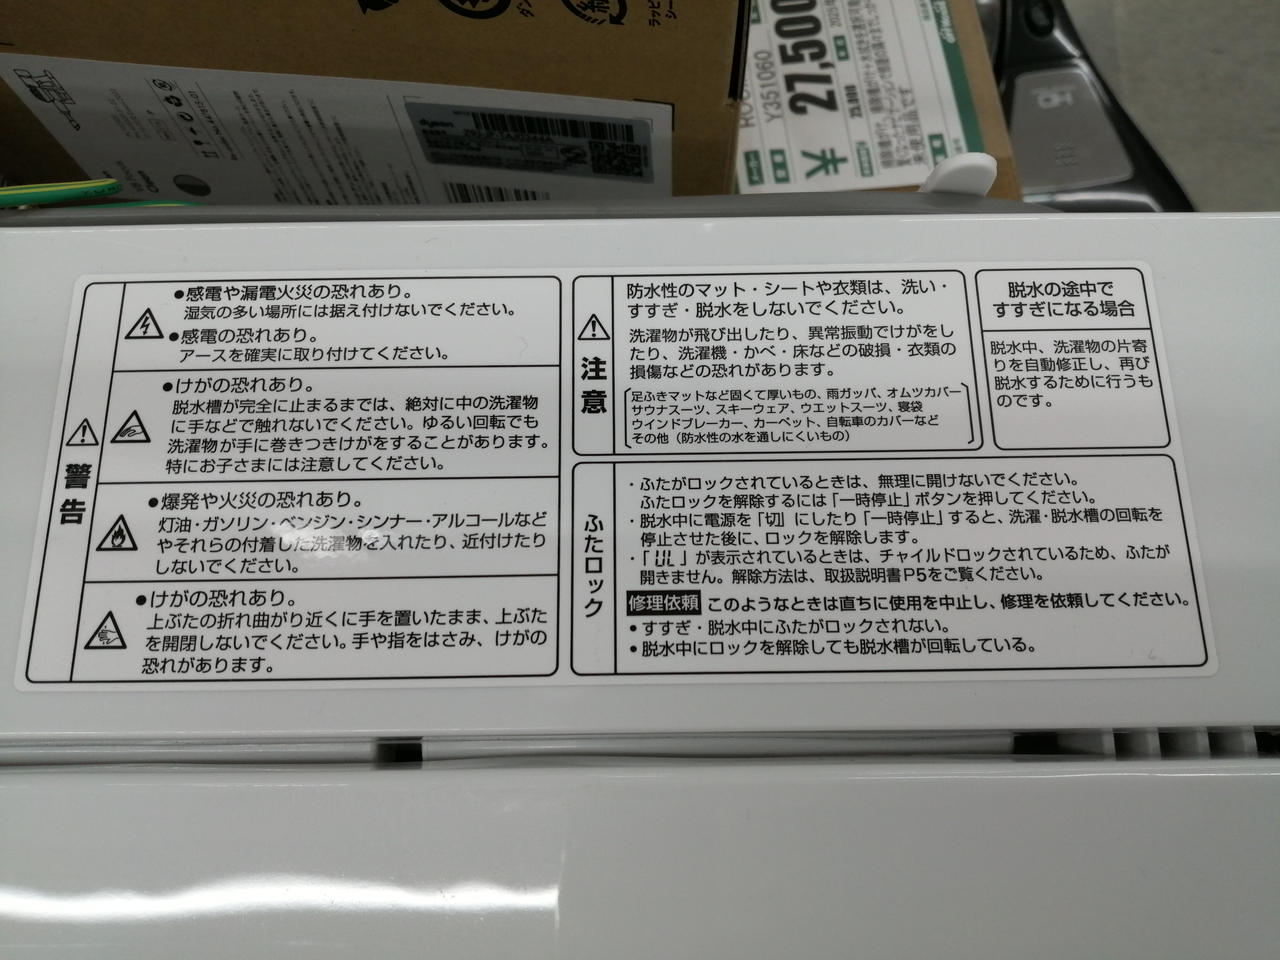 ROO
Y351060
¥27,500
25,000
未使用品です。
dyson
警告
●感電や漏電火災の恐れあり。
湿気の多い場所には据え付けないでください。
●感電の恐れあり。
アースを確実に取り付けてください。
●けがの恐れあり。
脱水槽が完全に止まるまでは、絶対に中の洗濯物
に手などで触れないでください。ゆるい回転でも
洗濯物が手に巻きつきけがをすることがあります。
特にお子さまには注意してください。
●爆発や火災の恐れあり。
灯油・ガソリン・ベンジン・シンナー・アルコールなど
やそれらの付着した洗濯物を入れたり、近付けたり
しないでください。
●けがの恐れあり。
上ぶたの折れ曲がり近くに手を置いたまま、上ぶた
を開閉しないでください。手や指をはさみ、けがの
恐れがあります。
注意
防水性のマット・シートや衣類は、洗い・
すすぎ・脱水をしないでください。
洗濯物が飛び出したり、異常振動でけがをし
たり、洗濯機・かべ・床などの破損・衣類の
損傷などの恐れがあります。
足ふきマットなど固くて厚いもの、雨ガッパ、オムツカバー
サウナスーツ、スキーウェア、ウエットスーツ、寝袋
ウインドブレーカー、カーペット、自転車のカバーなど
その他（防水性の水を通しにくいもの）
脱水の途中で
すすぎになる場合
脱水中、洗濯物の片寄
りを自動修正し、再び
脱水するために行うも
のです。
ふたロック
・ふたがロックされているときは、無理に開けないでください。
ふたロックを解除するには「一時停止」ボタンを押してください。
・脱水中に電源を「切」にしたり「一時停止」すると、洗濯・脱水槽の回転を
停止させた後に、ロックを解除します。
・「UL」が表示されているときは、チャイルドロックされているため、ふたが
開きません。解除方法は、取扱説明書P5をご覧ください。
修理依頼 このようなときは直ちに使用を中止し、修理を依頼してください。
●すすぎ・脱水中にふたがロックされない。
●脱水中にロックを解除しても脱水槽が回転している。